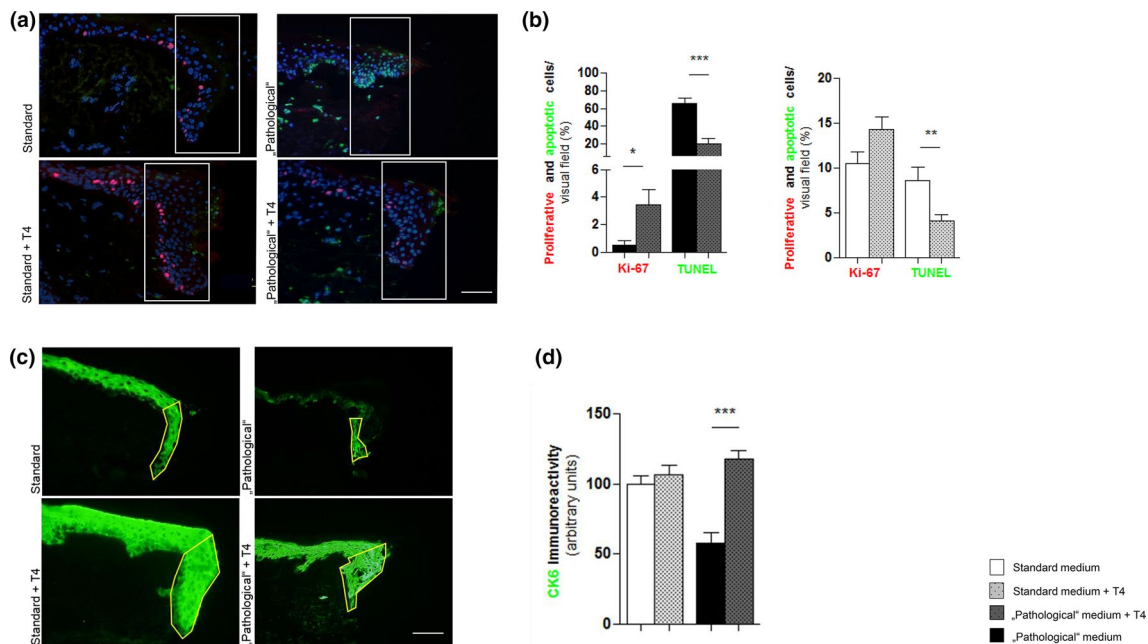 (a)
Standard
„Pathological“
Standard + T4
„Pathological“ + T4
(b)
Proliferative and apoptotic cells/
visual field (%)
100
80
60
40
20
6
4
2
0
*
***
Ki-67
TUNEL
Proliferative and apoptotic cells/
visual field (%)
20
15
10
5
0
**
Ki-67
TUNEL
(c)
Standard
„Pathological“
Standard + T4
„Pathological“ + T4
(d)
CK6 Immunoreactivity
(arbitrary units)
150
100
50
0
***
Standard medium
Standard medium + T4
„Pathological“ medium + T4
„Pathological“ medium